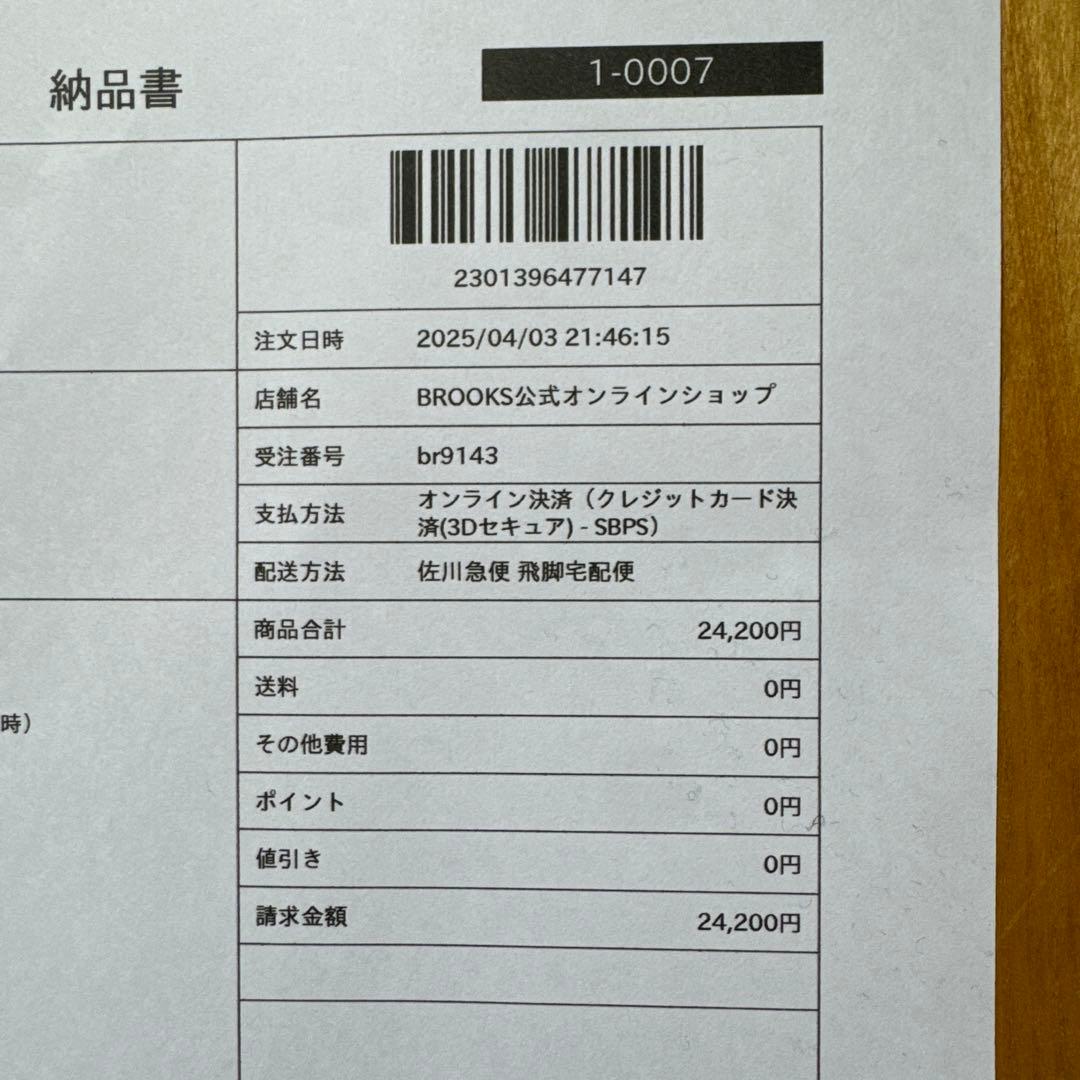 納品書
1-0007
2301396477147
注文日時 2025/04/03 21:46:15
店舗名 BROOKS公式オンラインショップ
受注番号 br9143
支払方法 オンライン決済（クレジットカード決
済(3Dセキュア) - SBPS）
配送方法 佐川急便 飛脚宅配便
商品合計 24,200円
送料 0円
時）
その他費用 0円
ポイント 0円
値引き 0円
請求金額 24,200円